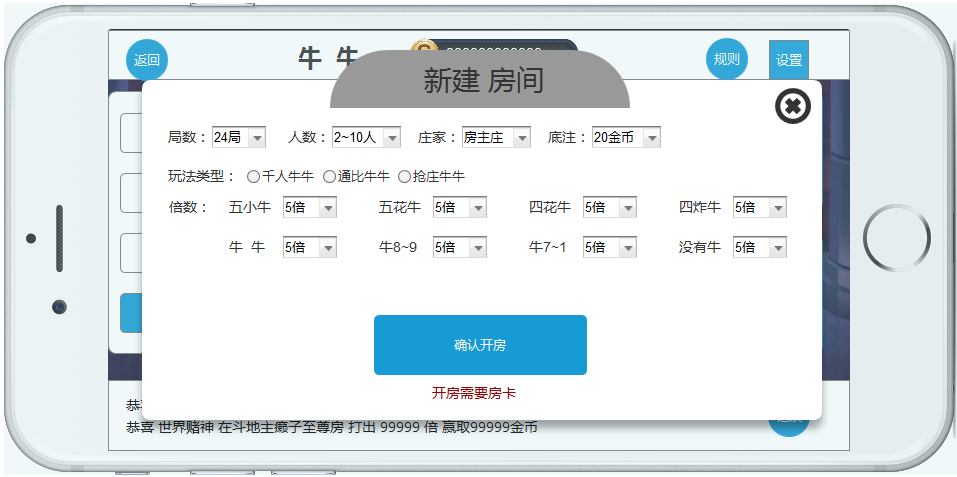 返回
牛 牛
规则
设置
新建 房间
局数： 24局 人数： 2~10人 庄家： 房主庄 底注： 20金币
玩法类型： 千人牛牛 通比牛牛 抢庄牛牛
倍数： 五小牛 5倍 五花牛 5倍 四花牛 5倍 四炸牛 5倍
牛 牛 5倍 牛8~9 5倍 牛7~1 5倍 没有牛 5倍
确认开房
开房需要房卡
恭喜 世界赌神 在斗地主癞子至尊房 打出 99999 倍 赢取99999金币